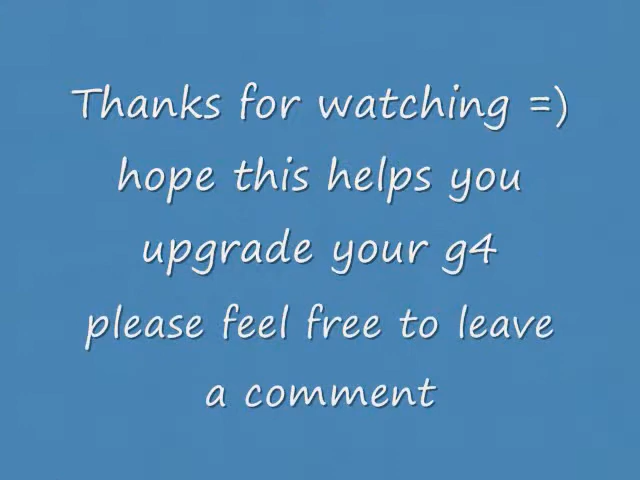 Thanks for watching =)
hope this helps you
upgrade your g4
please feel free to leave
a comment